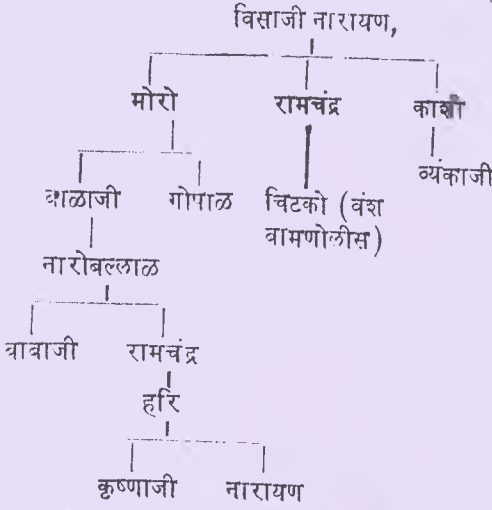 विसाजी नारायण,
मोरो रामचंद्र काशी
व्यंकाजी
बाळाजी गोपाळ चिटको (वंश
बामणोलीस)
नारोबल्लाळ
बाबाजी रामचंद्र
हरि
कृष्णाजी नारायण